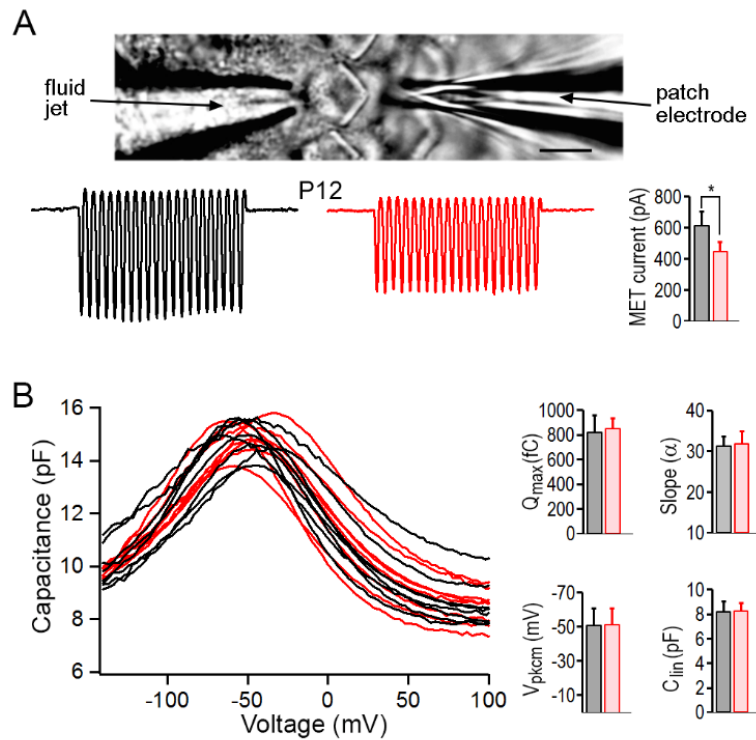 A
fluid
jet
patch
electrode
P12
*
800
600
400
200
0
MET current (pA)
B
16
14
12
10
8
6
Capacitance (pF)
-100
-50
0
50
100
Voltage (mV)
1000
800
600
400
200
0
Qmax(fC)
40
30
20
10
Slope (α)
-70
-50
-30
-10
Vpkcm (mV)
10
8
6
4
2
0
Clin(pF)